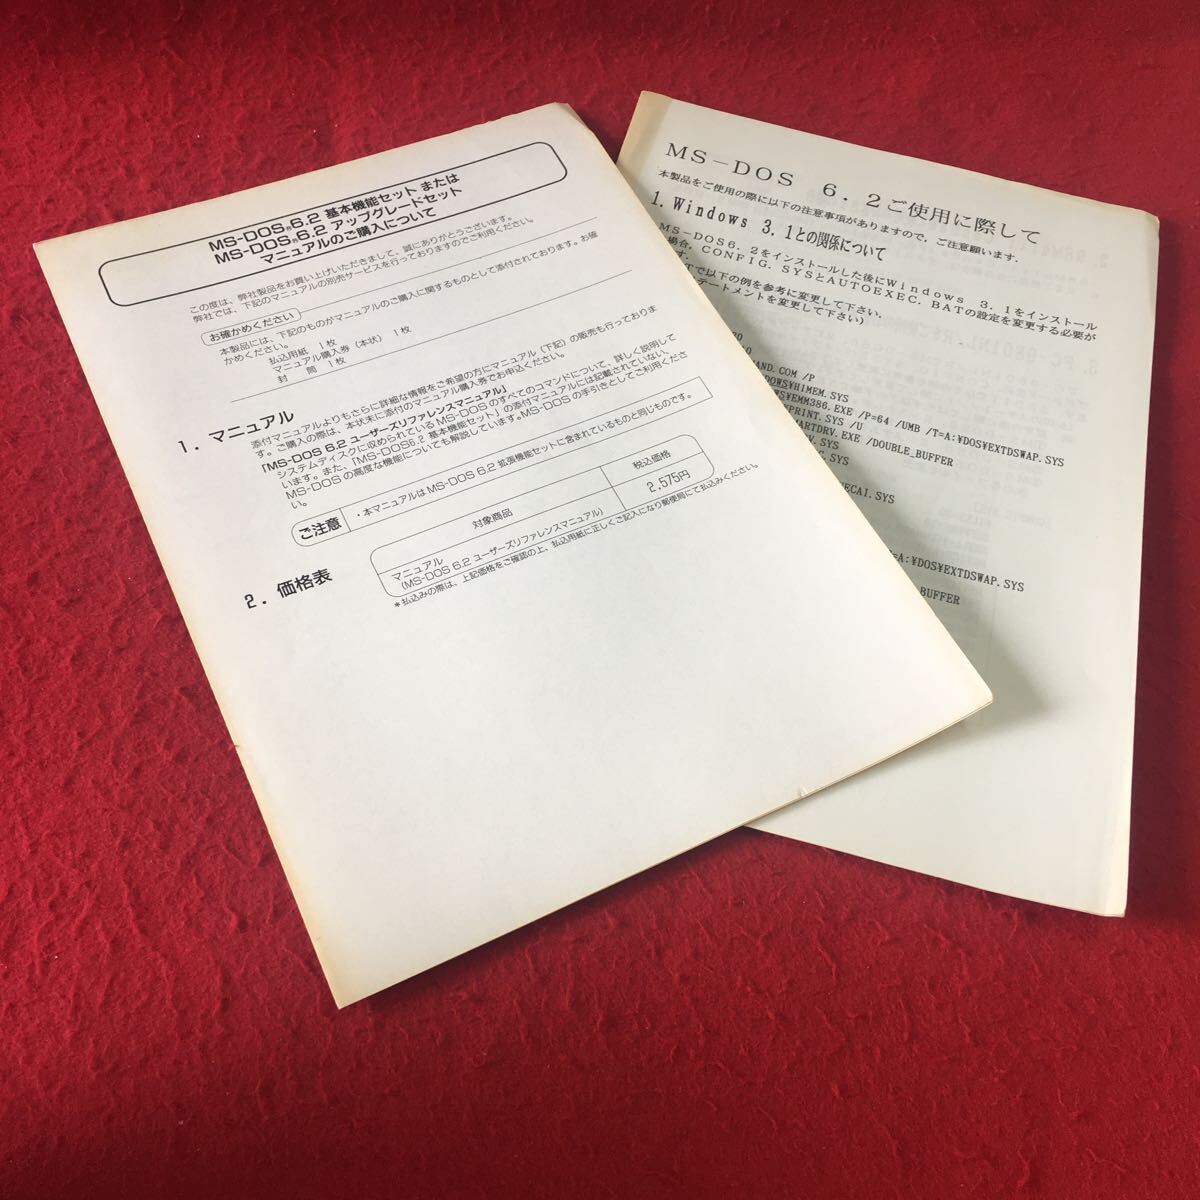 MS-DOS®6.2 基本機能セット または
MS-DOS®6.2 アップグレードセット
マニュアルのご購入について
この度は、弊社製品をお買い上げいただきまして、誠にありがとうございます。
弊社では、下記のマニュアルの別売サービスを行っておりますのでご利用ください。
お確かめください
本製品には、下記のものがマニュアルのご購入に関するものとして添付されております。お確
かめください。
払込用紙 1枚
マニュアル購入券(本状) 1枚
封 筒 1枚
1. マニュアル
添付マニュアルよりもさらに詳細な情報をご希望の方にマニュアル(下記)の販売も行っておりま
す。ご購入の際は、本状末に添付のマニュアル購入券でお申込ください。
「MS-DOS 6.2 ユーザーズリファレンスマニュアル」
システムディスクに収められているMS-DOSのすべてのコマンドについて、詳しく説明して
います。また、「MS-DOS6.2 基本機能セット」の添付マニュアルには記載されていない、
MS-DOSの高度な機能についても解説しています。MS-DOSの手引きとしてご利用くださ
い。
ご注意
・本マニュアルは MS-DOS 6.2 拡張機能セットに含まれているものと同じものです。
2. 価格表
対象商品
税込価格
マニュアル
(MS-DOS 6.2 ユーザーズリファレンスマニュアル)
2,575円
*払込みの際は、上記価格をご確認の上、払込用紙に正しくご記入になり郵便局にて払込みください。
MS-DOS 6.2ご使用に際して
本製品をご使用の際に以下の注意事項がありますので、ご注意願います.
1. Windows 3.1との関係について
MS-DOS6.2をインストールした後にWindows 3.1をインストール
場合, CONFIG.SYSとAUTOEXEC.BATの設定を変更する必要が
す.
Tで以下の例を参考に変更して下さい.
テートメントを変更して下さい)
AND.COM /P
DOWS¥HIMEM.SYS
S¥EMM386.EXE /P=64 /UMB /T=A:¥DOS¥EXTDSWAP.SYS
PRINT.SYS /U
ARTDRV.EXE /DOUBLE_BUFFER
V.SYS
C.SYS
ECAI.SYS
=A:¥DOS¥EXTDSWAP.SYS
BUFFER